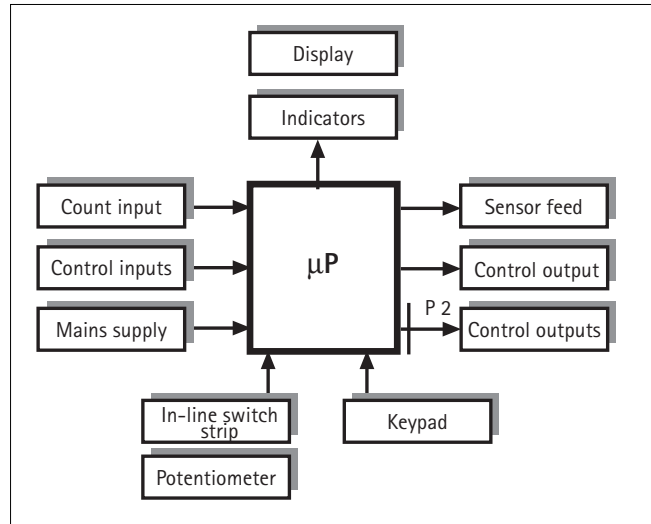 Display
Indicators
Count input
Sensor feed
Control inputs
μP
Control output
Mains supply
P 2
Control outputs
In-line switch
strip
Keypad
Potentiometer